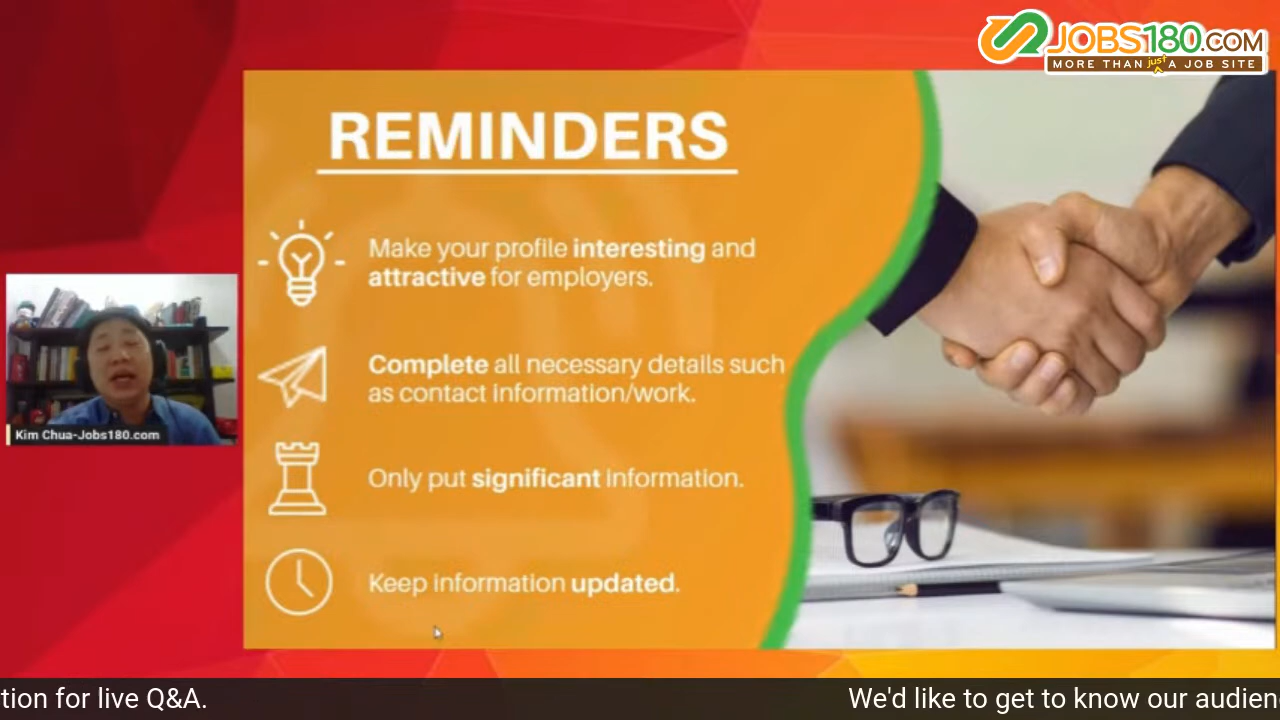 JOBS180.COM
MORE THAN just A JOB SITE
REMINDERS
Make your profile interesting and
attractive for employers.
Complete all necessary details such
as contact information/work.
Only put significant information.
Keep information updated.
Kim Chua-Jobs180.com
tion for live Q&A.
We'd like to get to know our audien